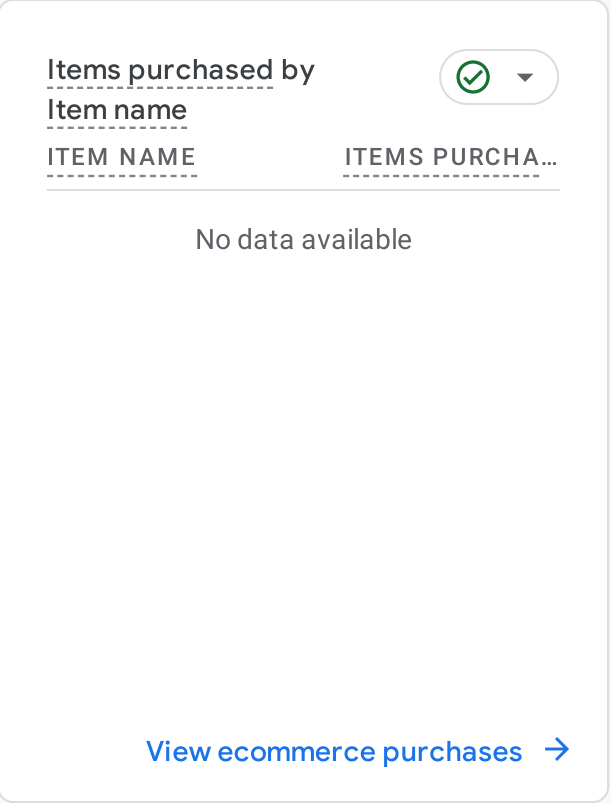 Items purchased by
Item name
ITEM NAME ITEMS PURCHA…
No data available
View ecommerce purchases